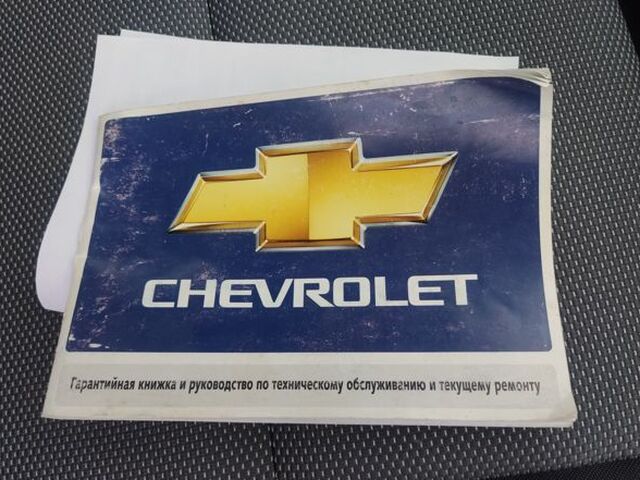 CHEVROLET
Гарантийная книжка и руководство по техническому обслуживанию и текущему ремонту